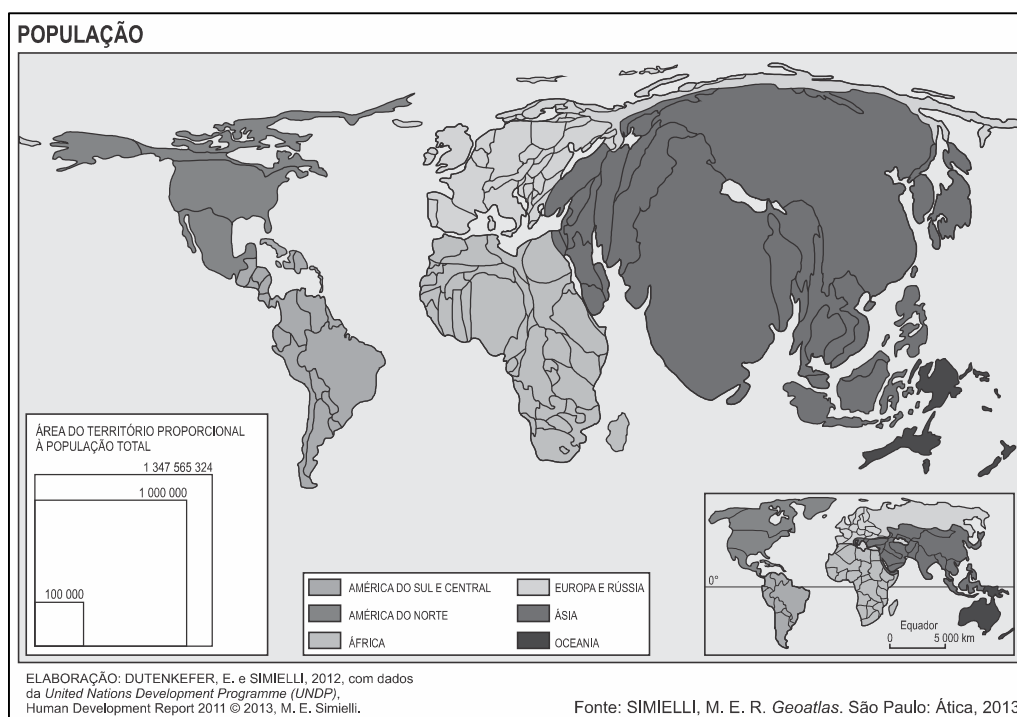 POPULAÇÃO
ÁREA DO TERRITÓRIO PROPORCIONAL
À POPULAÇÃO TOTAL
1 347 565 324
1 000 000
100 000
AMÉRICA DO SUL E CENTRAL
AMÉRICA DO NORTE
ÁFRICA
EUROPA E RÚSSIA
ÁSIA
OCEANIA
0°
Equador
0 5 000 km
ELABORAÇÃO: DUTENKEFER, E. e SIMIELLI, 2012, com dados
da United Nations Development Programme (UNDP),
Human Development Report 2011 © 2013, M. E. Simielli.
Fonte: SIMIELLI, M. E. R. Geoatlas. São Paulo: Ática, 2013